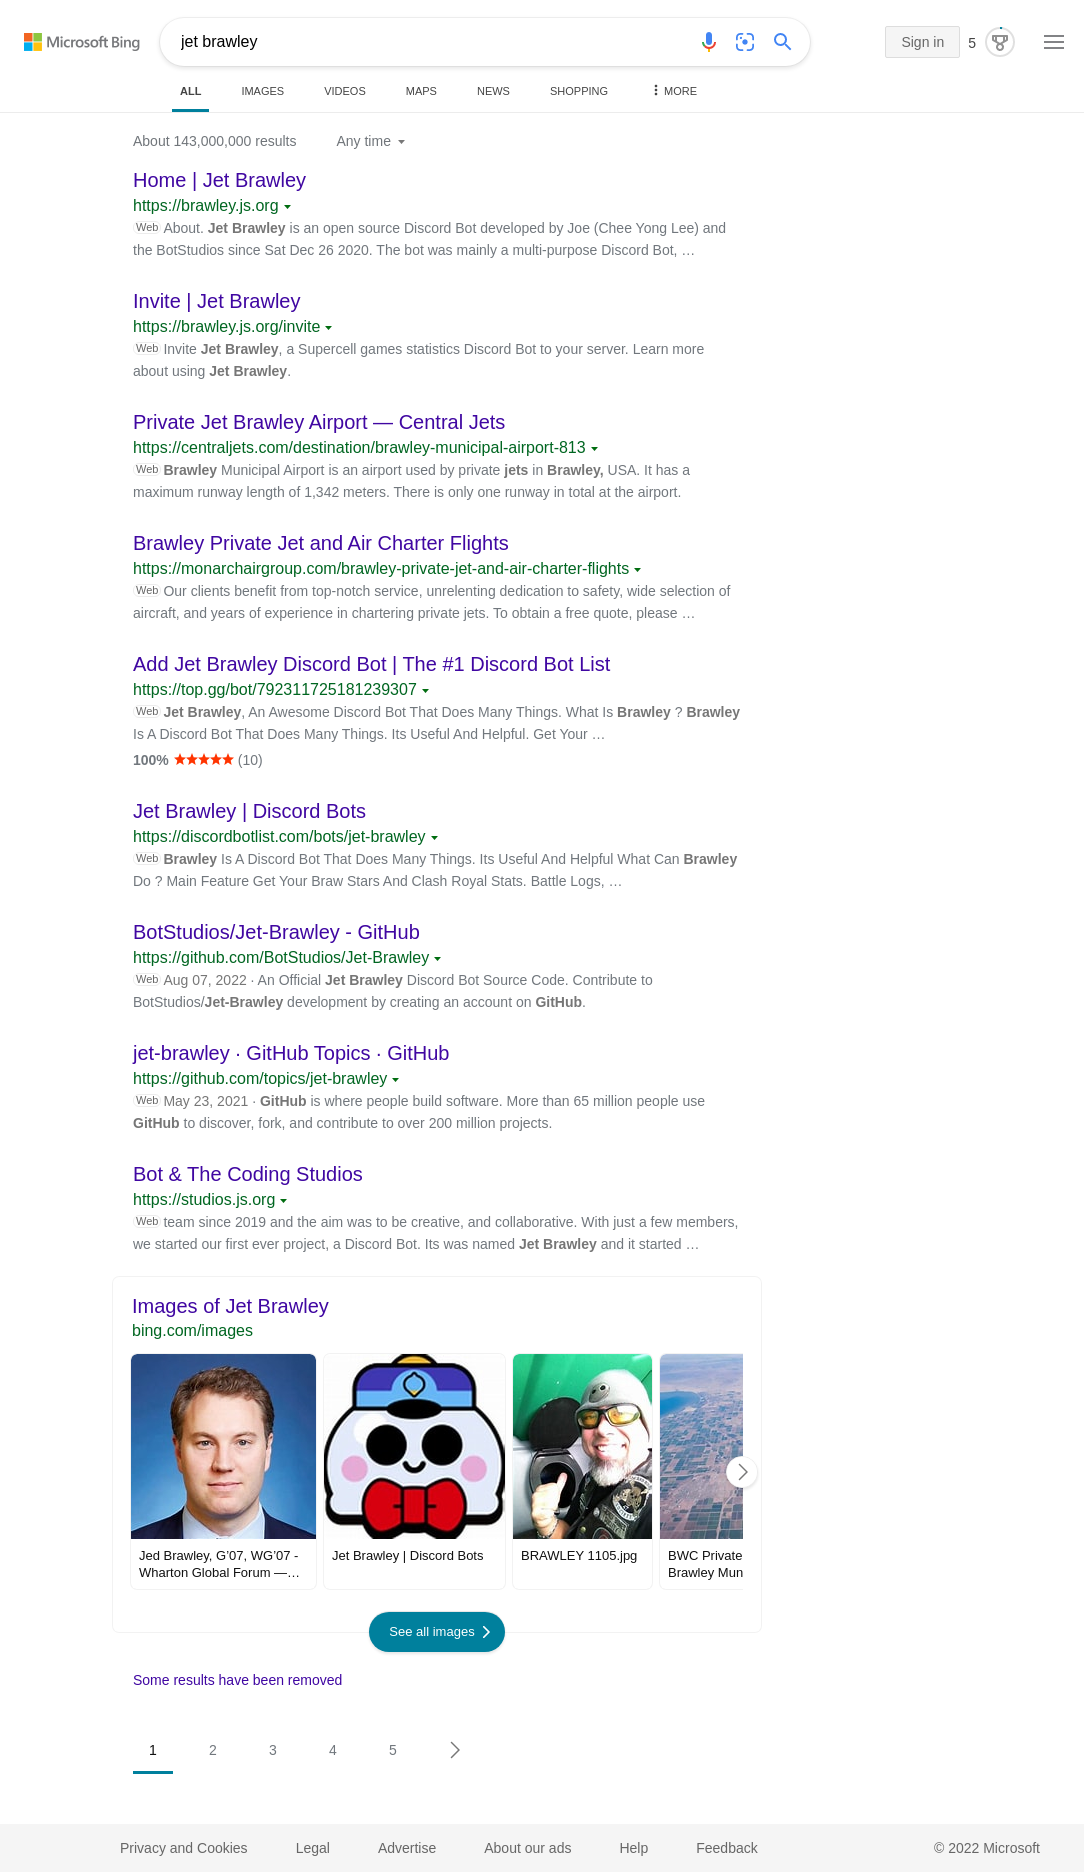 Microsoft Bing
jet brawley
Sign in
5
ALL
IMAGES
VIDEOS
MAPS
NEWS
SHOPPING
MORE
About 143,000,000 results
Any time
Home | Jet Brawley
https://brawley.js.org
Web About. Jet Brawley is an open source Discord Bot developed by Joe (Chee Yong Lee) and
the BotStudios since Sat Dec 26 2020. The bot was mainly a multi-purpose Discord Bot, …
Invite | Jet Brawley
https://brawley.js.org/invite
Web Invite Jet Brawley, a Supercell games statistics Discord Bot to your server. Learn more
about using Jet Brawley.
Private Jet Brawley Airport — Central Jets
https://centraljets.com/destination/brawley-municipal-airport-813
Web Brawley Municipal Airport is an airport used by private jets in Brawley, USA. It has a
maximum runway length of 1,342 meters. There is only one runway in total at the airport.
Brawley Private Jet and Air Charter Flights
https://monarchairgroup.com/brawley-private-jet-and-air-charter-flights
Web Our clients benefit from top-notch service, unrelenting dedication to safety, wide selection of
aircraft, and years of experience in chartering private jets. To obtain a free quote, please …
Add Jet Brawley Discord Bot | The #1 Discord Bot List
https://top.gg/bot/792311725181239307
Web Jet Brawley, An Awesome Discord Bot That Does Many Things. What Is Brawley ? Brawley
Is A Discord Bot That Does Many Things. Its Useful And Helpful. Get Your …
100% ★★★★★ (10)
Jet Brawley | Discord Bots
https://discordbotlist.com/bots/jet-brawley
Web Brawley Is A Discord Bot That Does Many Things. Its Useful And Helpful What Can Brawley
Do ? Main Feature Get Your Braw Stars And Clash Royal Stats. Battle Logs, …
BotStudios/Jet-Brawley - GitHub
https://github.com/BotStudios/Jet-Brawley
Web Aug 07, 2022 · An Official Jet Brawley Discord Bot Source Code. Contribute to
BotStudios/Jet-Brawley development by creating an account on GitHub.
jet-brawley · GitHub Topics · GitHub
https://github.com/topics/jet-brawley
Web May 23, 2021 · GitHub is where people build software. More than 65 million people use
GitHub to discover, fork, and contribute to over 200 million projects.
Bot & The Coding Studios
https://studios.js.org
Web team since 2019 and the aim was to be creative, and collaborative. With just a few members,
we started our first ever project, a Discord Bot. Its was named Jet Brawley and it started …
Images of Jet Brawley
bing.com/images
Jed Brawley, G'07, WG'07 -
Wharton Global Forum —…
Jet Brawley | Discord Bots
BRAWLEY 1105.jpg
BWC Private
Brawley Mun
See all images
Some results have been removed
1
2
3
4
5
Privacy and Cookies
Legal
Advertise
About our ads
Help
Feedback
© 2022 Microsoft